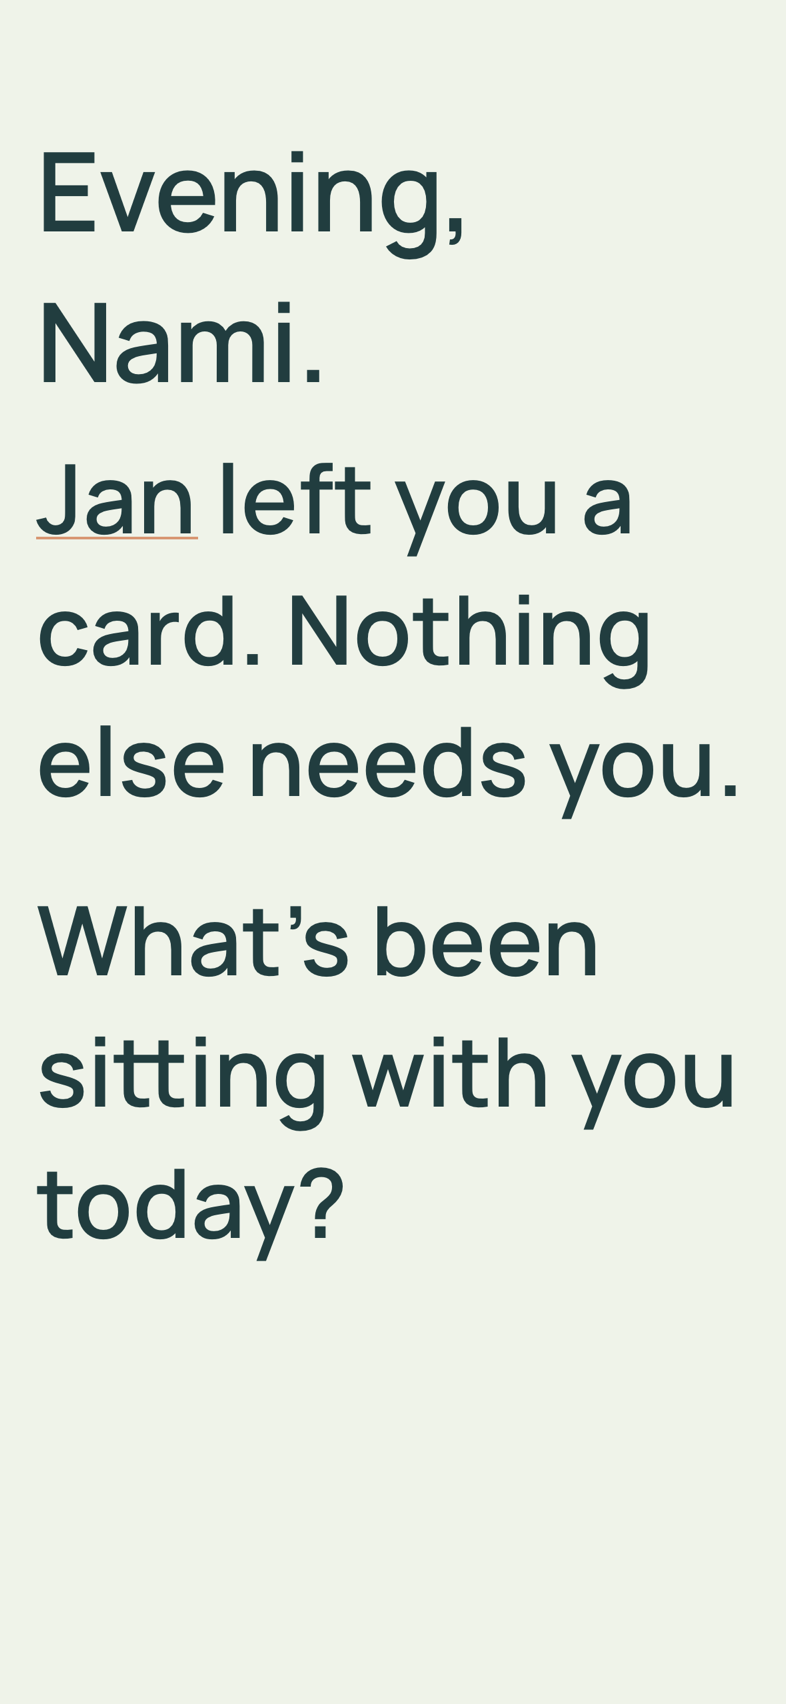 Evening,
Nami.
Jan left you a
card. Nothing
else needs you.
What’s been
sitting with you
today?